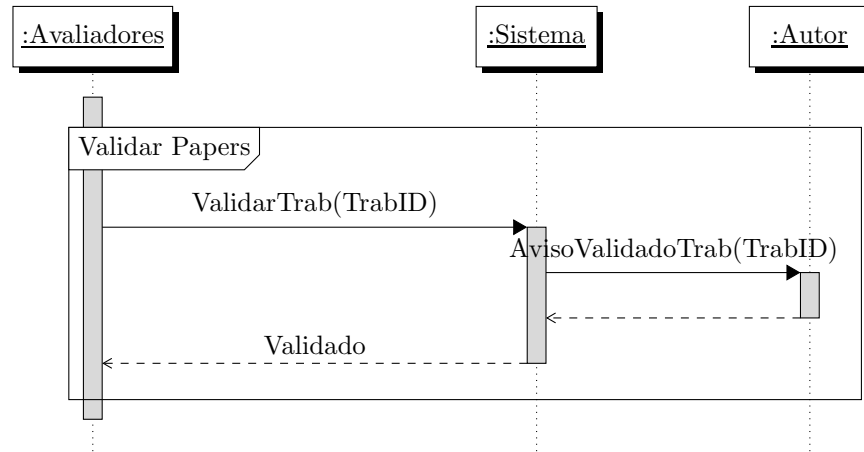 :Avaliadores
:Sistema
:Autor
Validar Papers
ValidarTrab(TrabID)
AvisoValidadoTrab(TrabID)
Validado